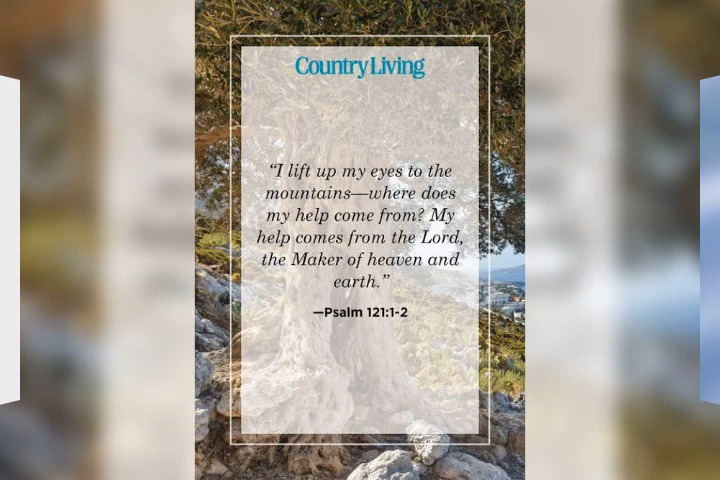 Country Living
“I lift up my eyes to the
mountains—where does
my help come from? My
help comes from the Lord,
the Maker of heaven and
earth.”
—Psalm 121:1-2